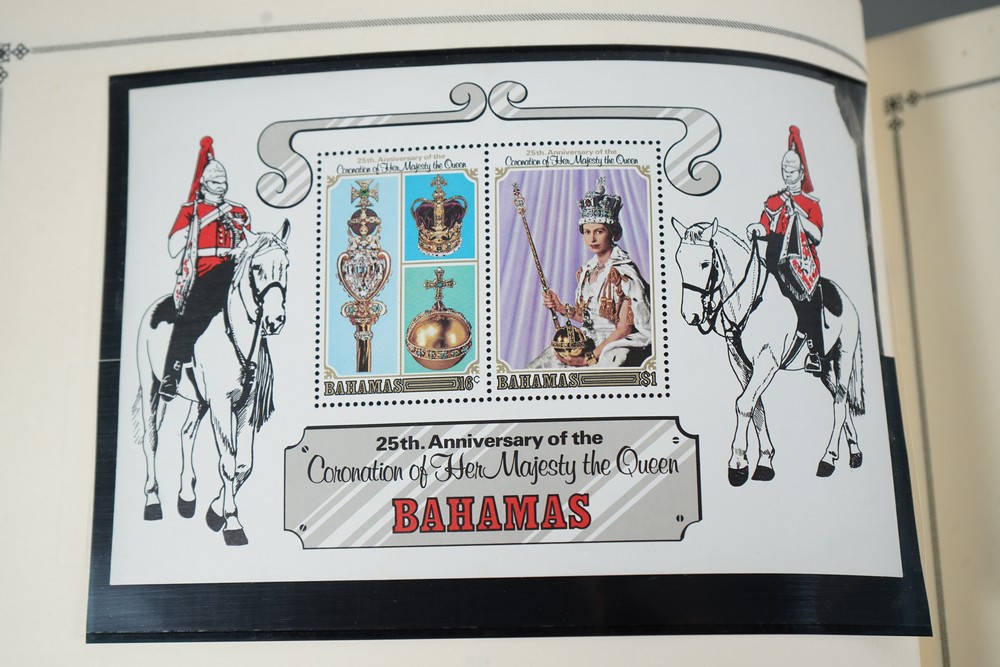 25th. Anniversary of the
Coronation of Her Majesty the Queen
BAHAMAS 16c
25th. Anniversary of the
Coronation of Her Majesty the Queen
BAHAMAS $1
25th. Anniversary of the
Coronation of Her Majesty the Queen
BAHAMAS